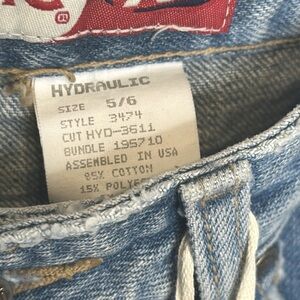 HYDRAULIC
SIZE 5/6
STYLE 3474
CUT HYD-3611
BUNDLE 195710
ASSEMBLED IN USA
85% COTTON
15% POLYE